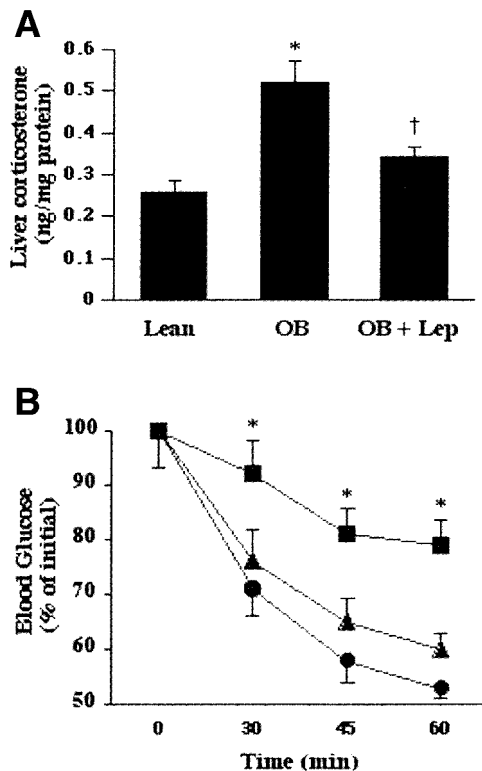 A
Liver corticosterone
(ng/mg protein)
0.6
0.5
0.4
0.3
0.2
0.1
0
*
†
Lean
OB
OB + Lep
B
Elood Glucose
(% of initial)
100
90
80
70
60
50
*
*
*
0
30
45
60
Time (min)